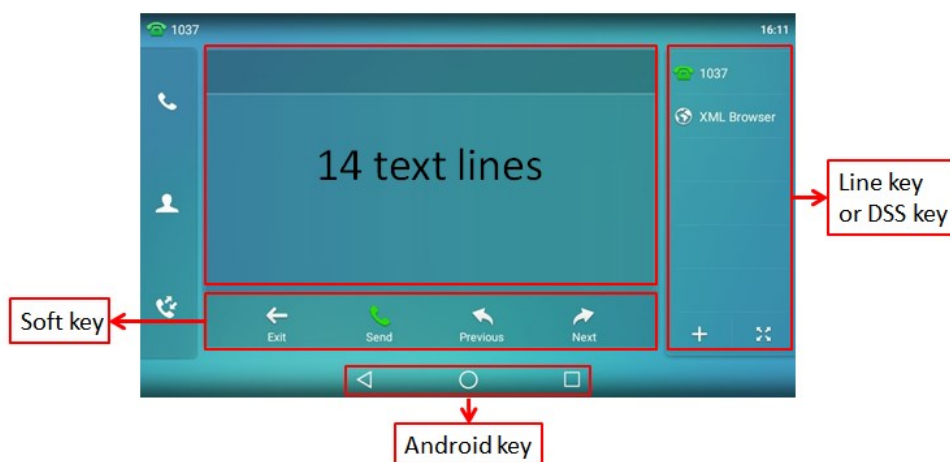 1037
16:11
1037
XML Browser
14 text lines
Line key
or DSS key
Soft key
Exit
Send
Previous
Next
Android key